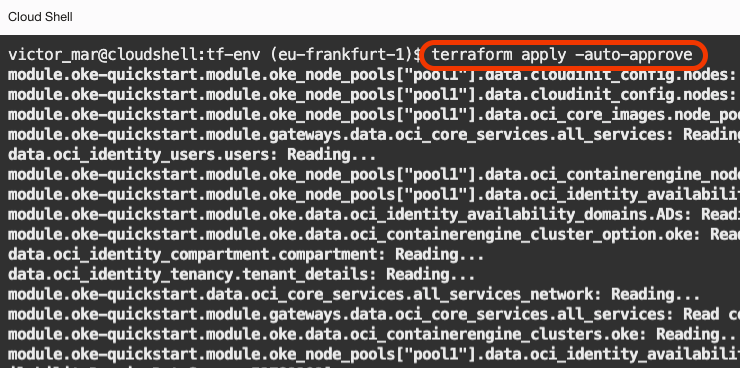 Cloud Shell
victor_mar@cloudshell:tf-env (eu-frankfurt-1)$ terraform apply -auto-approve
module.oke-quickstart.module.oke_node_pools["pool1"].data.cloudinit_config.nodes:
module.oke-quickstart.module.oke_node_pools["pool1"].data.cloudinit_config.nodes:
module.oke-quickstart.module.oke_node_pools["pool1"].data.oci_core_images.node_poo
module.oke-quickstart.module.gateways.data.oci_core_services.all_services: Reading
data.oci_identity_users.users: Reading...
module.oke-quickstart.module.oke_node_pools["pool1"].data.oci_containerengine_node
module.oke-quickstart.module.oke_node_pools["pool1"].data.oci_identity_availabilit
module.oke-quickstart.module.oke.data.oci_identity_availability_domains.ADs: Readi
module.oke-quickstart.module.oke.data.oci_containerengine_cluster_option.oke: Read
data.oci_identity_compartment.compartment: Reading...
data.oci_identity_tenancy.tenant_details: Reading...
module.oke-quickstart.data.oci_core_services.all_services_network: Reading...
module.oke-quickstart.module.gateways.data.oci_core_services.all_services: Read co
module.oke-quickstart.module.oke.data.oci_containerengine_clusters.oke: Reading..
module.oke-quickstart.module.oke_node_pools["pool1"].data.oci_identity_availabilit